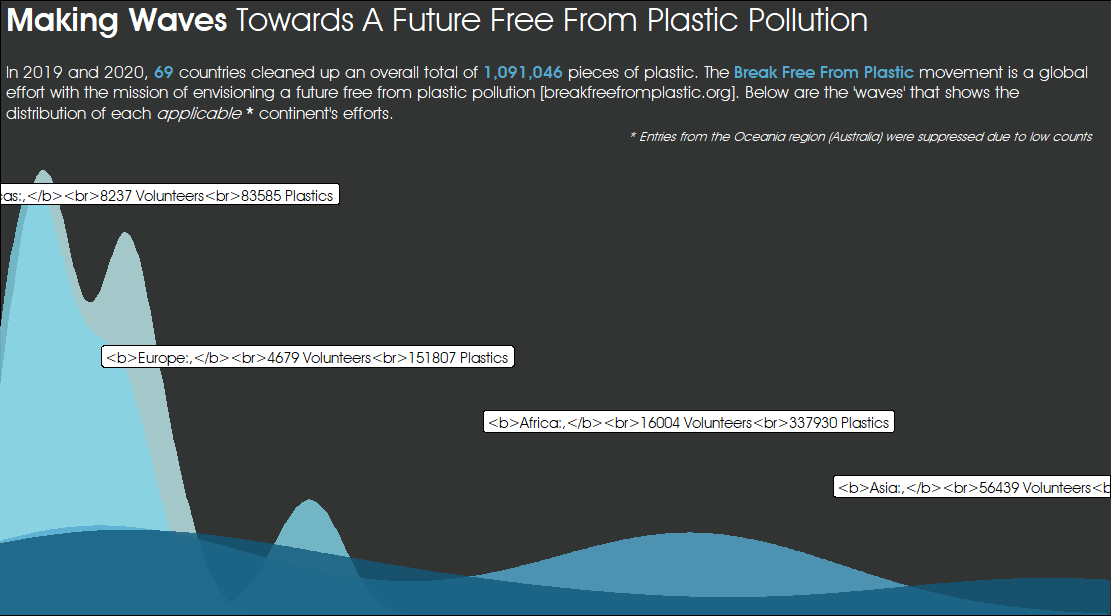 Making Waves Towards A Future Free From Plastic Pollution
In 2019 and 2020, 69 countries cleaned up an overall total of 1,091,046 pieces of plastic. The Break Free From Plastic movement is a global
effort with the mission of envisioning a future free from plastic pollution [breakfreefromplastic.org]. Below are the 'waves' that shows the
distribution of each applicable * continent's efforts.
* Entries from the Oceania region (Australia) were suppressed due to low counts
cas:,</b><br>8237 Volunteers<br>83585 Plastics
<b>Europe:,</b><br>4679 Volunteers<br>151807 Plastics
<b>Africa:,</b><br>16004 Volunteers<br>337930 Plastics
<b>Asia:,</b><br>56439 Volunteers<b